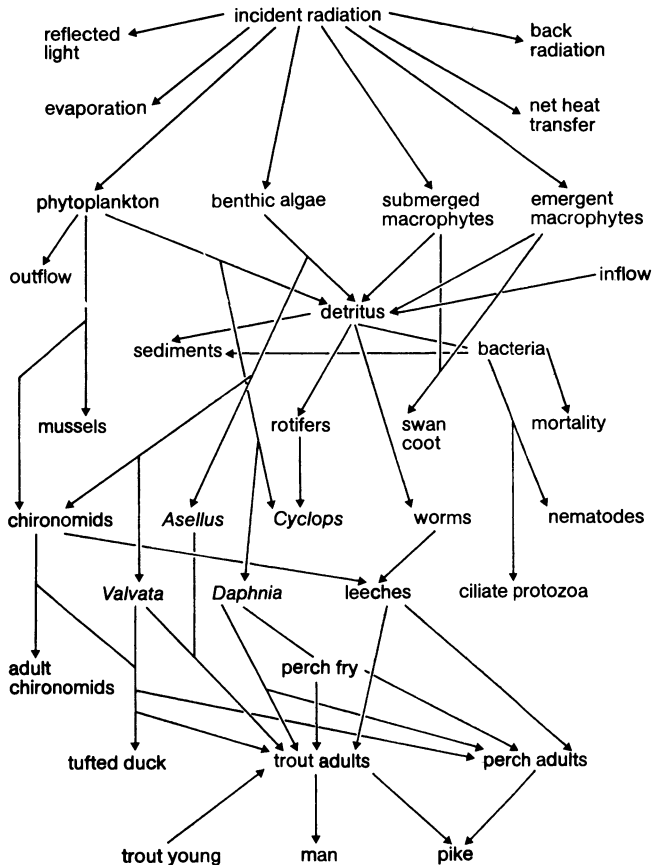 incident radiation
reflected
light
back
radiation
evaporation
net heat
transfer
phytoplankton
benthic algae
submerged
macrophytes
emergent
macrophytes
outflow
inflow
detritus
sediments
bacteria
mussels
rotifers
swan
coot
mortality
chironomids
Asellus
Cyclops
worms
nematodes
Valvata
Daphnia
leeches
ciliate protozoa
adult
chironomids
perch fry
tufted duck
trout adults
perch adults
trout young
man
pike